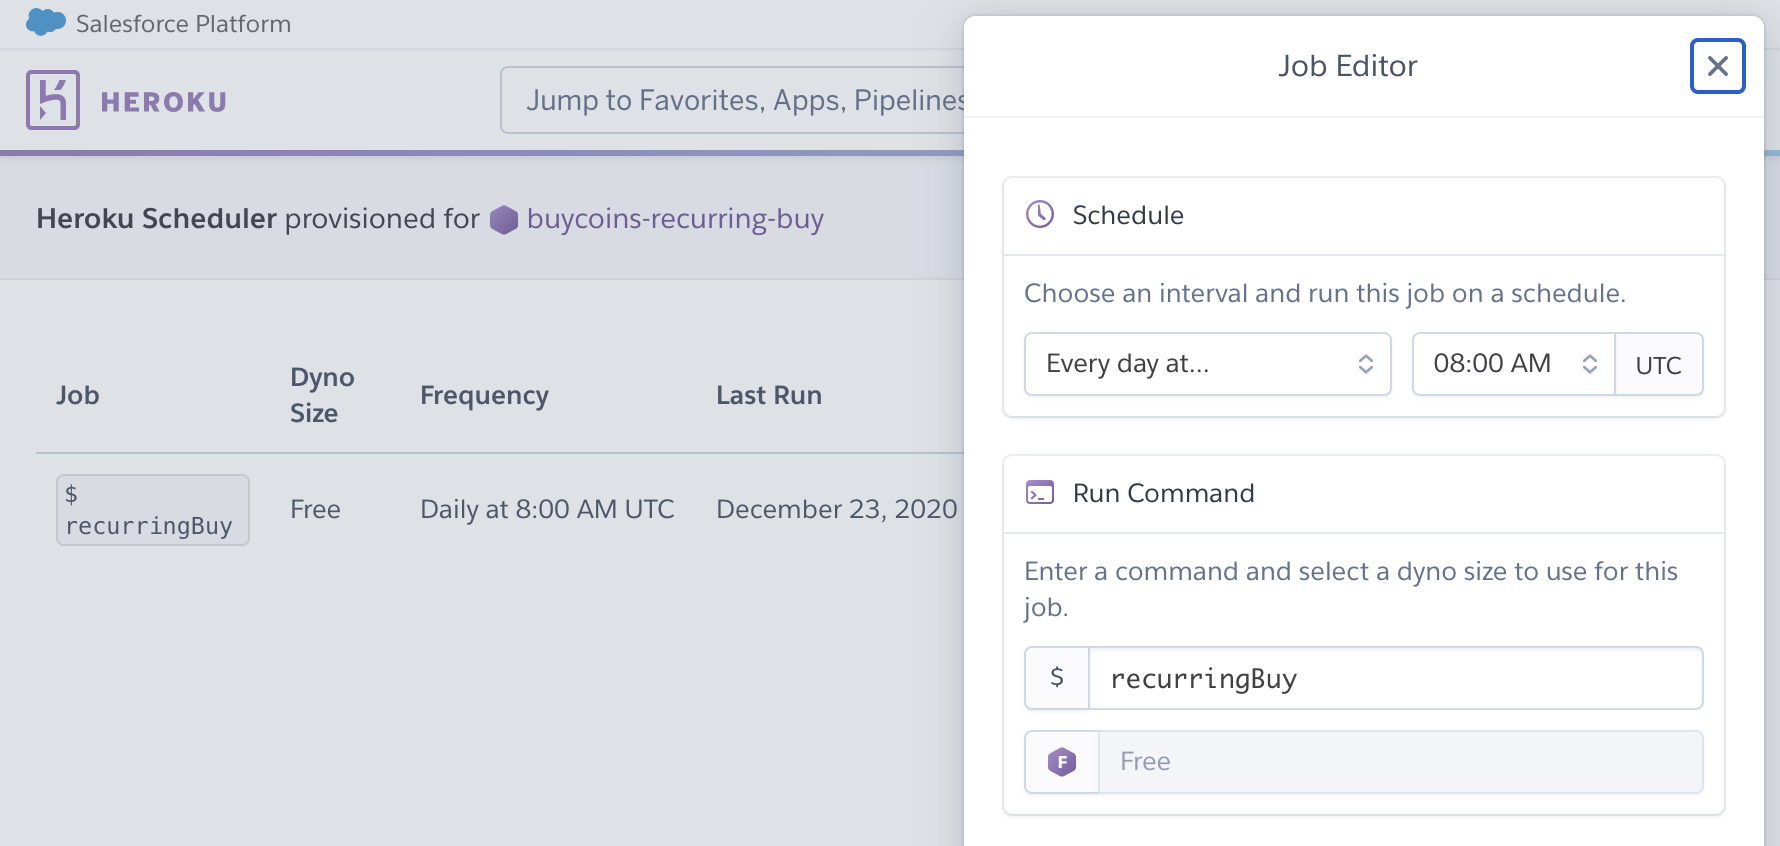 Salesforce Platform
HEROKU
Jump to Favorites, Apps, Pipelines
Heroku Scheduler provisioned for buycoins-recurring-buy
Job
Dyno
Size
Frequency
Last Run
$
recurringBuy
Free
Daily at 8:00 AM UTC
December 23, 2020
Job Editor
Schedule
Choose an interval and run this job on a schedule.
Every day at...
08:00 AM
UTC
Run Command
Enter a command and select a dyno size to use for this
job.
$
recurringBuy
F
Free